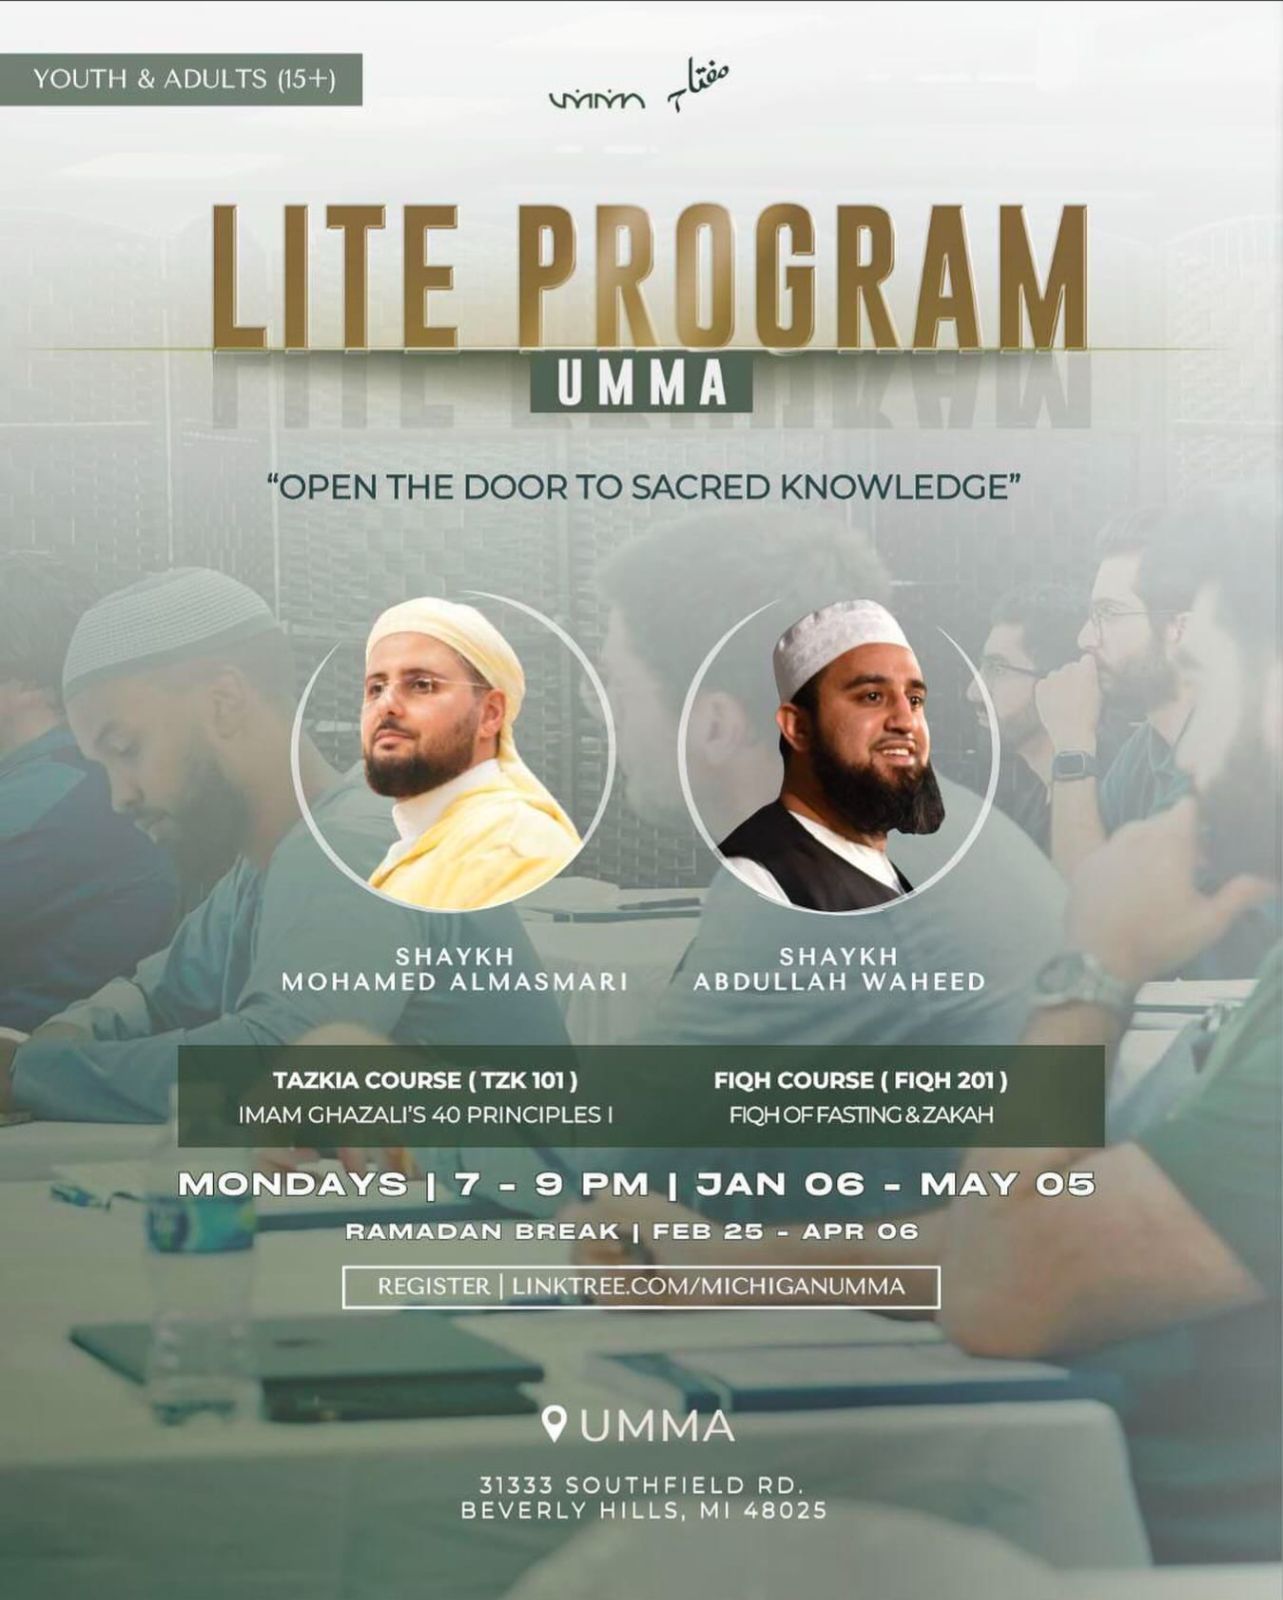 YOUTH & ADULTS (15+)
umma مفتاح
LITE PROGRAM
UMMA
“OPEN THE DOOR TO SACRED KNOWLEDGE”
SHAYKH
MOHAMED ALMASMARI
SHAYKH
ABDULLAH WAHEED
TAZKIA COURSE ( TZK 101 )
IMAM GHAZALI’S 40 PRINCIPLES I
FIQH COURSE ( FIQH 201 )
FIQH OF FASTING & ZAKAH
MONDAYS | 7 - 9 PM | JAN 06 - MAY 05
RAMADAN BREAK | FEB 25 - APR 06
REGISTER | LINKTREE.COM/MICHIGANUMMA
UMMA
31333 SOUTHFIELD RD.
BEVERLY HILLS, MI 48025